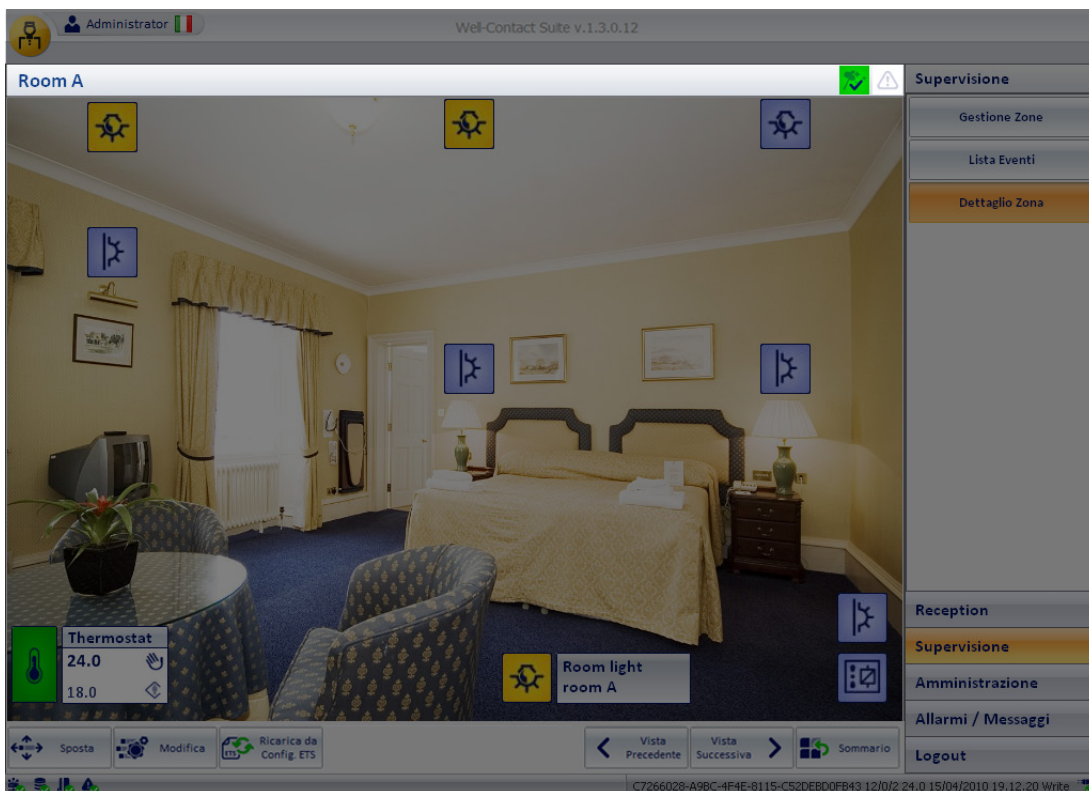 Administrator
Well-Contact Suite v.1.3.0.12
Room A
Supervisione
Gestione Zone
Lista Eventi
Dettaglio Zona
Thermostat
24.0
18.0
Room light
room A
Reception
Supervisione
Amministrazione
Allarmi / Messaggi
Logout
Sposta
Modifica
ETS
Ricarica da
Config. ETS
Vista
Precedente
Vista
Successiva
Sommario
C7266028-A9BC-4F4E-8115-C52DEBD0FB43 12/0/2 24.0 15/04/2010 19.12.20 Write